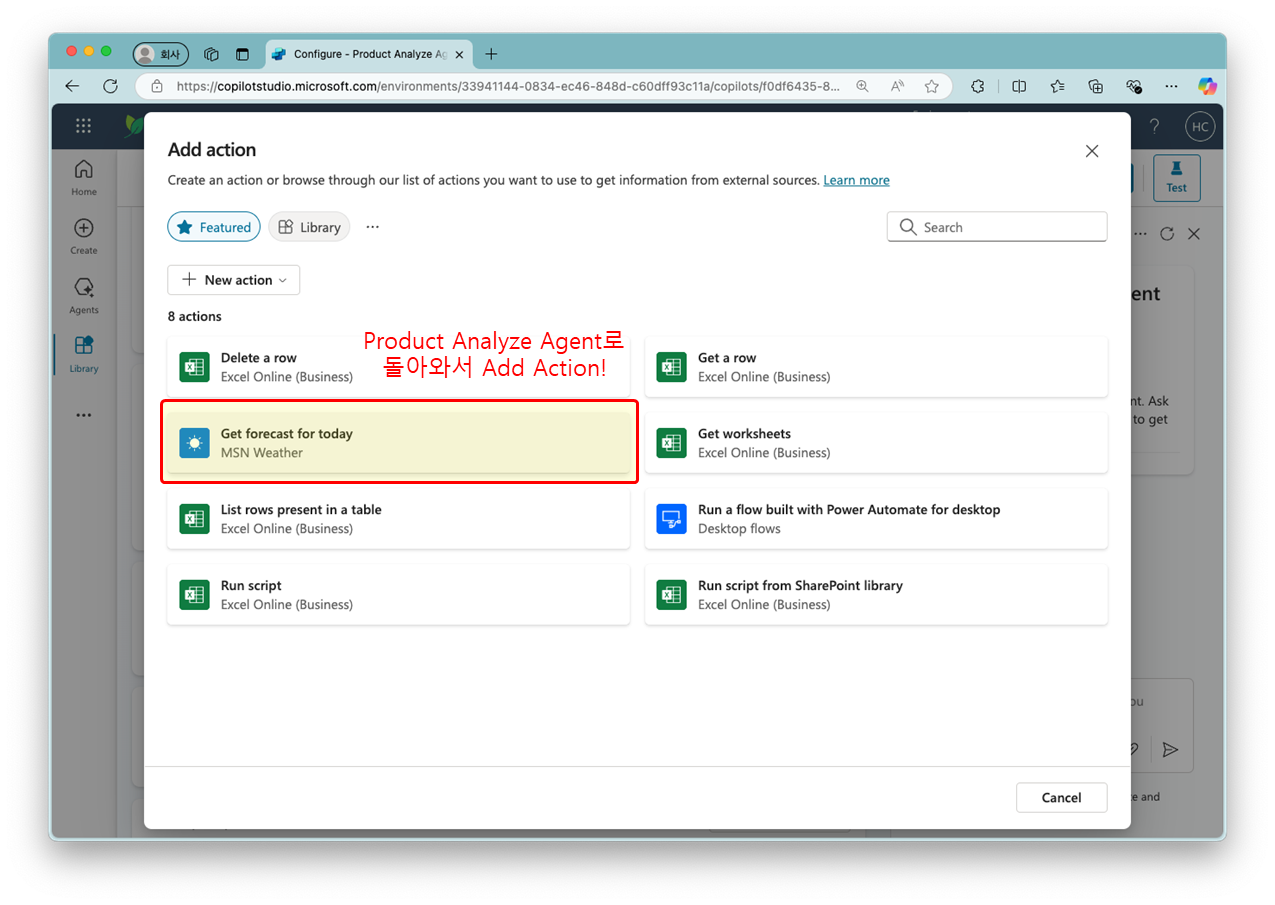 회사
Configure - Product Analyze Ag
https://copilotstudio.microsoft.com/environments/33941144-0834-ec46-848d-c60dff93c11a/copilots/f0df6435-8...
HC
Home
Create
Agents
Library
Test
Add action
Create an action or browse through our list of actions you want to use to get information from external sources. Learn more
Featured
Library
Search
New action
8 actions
Product Analyze Agent로
돌아와서 Add Action!
Delete a row
Excel Online (Business)
Get a row
Excel Online (Business)
Get forecast for today
MSN Weather
Get worksheets
Excel Online (Business)
List rows present in a table
Excel Online (Business)
Run a flow built with Power Automate for desktop
Desktop flows
Run script
Excel Online (Business)
Run script from SharePoint library
Excel Online (Business)
Cancel
ent
nt. Ask
to get
ou
te and